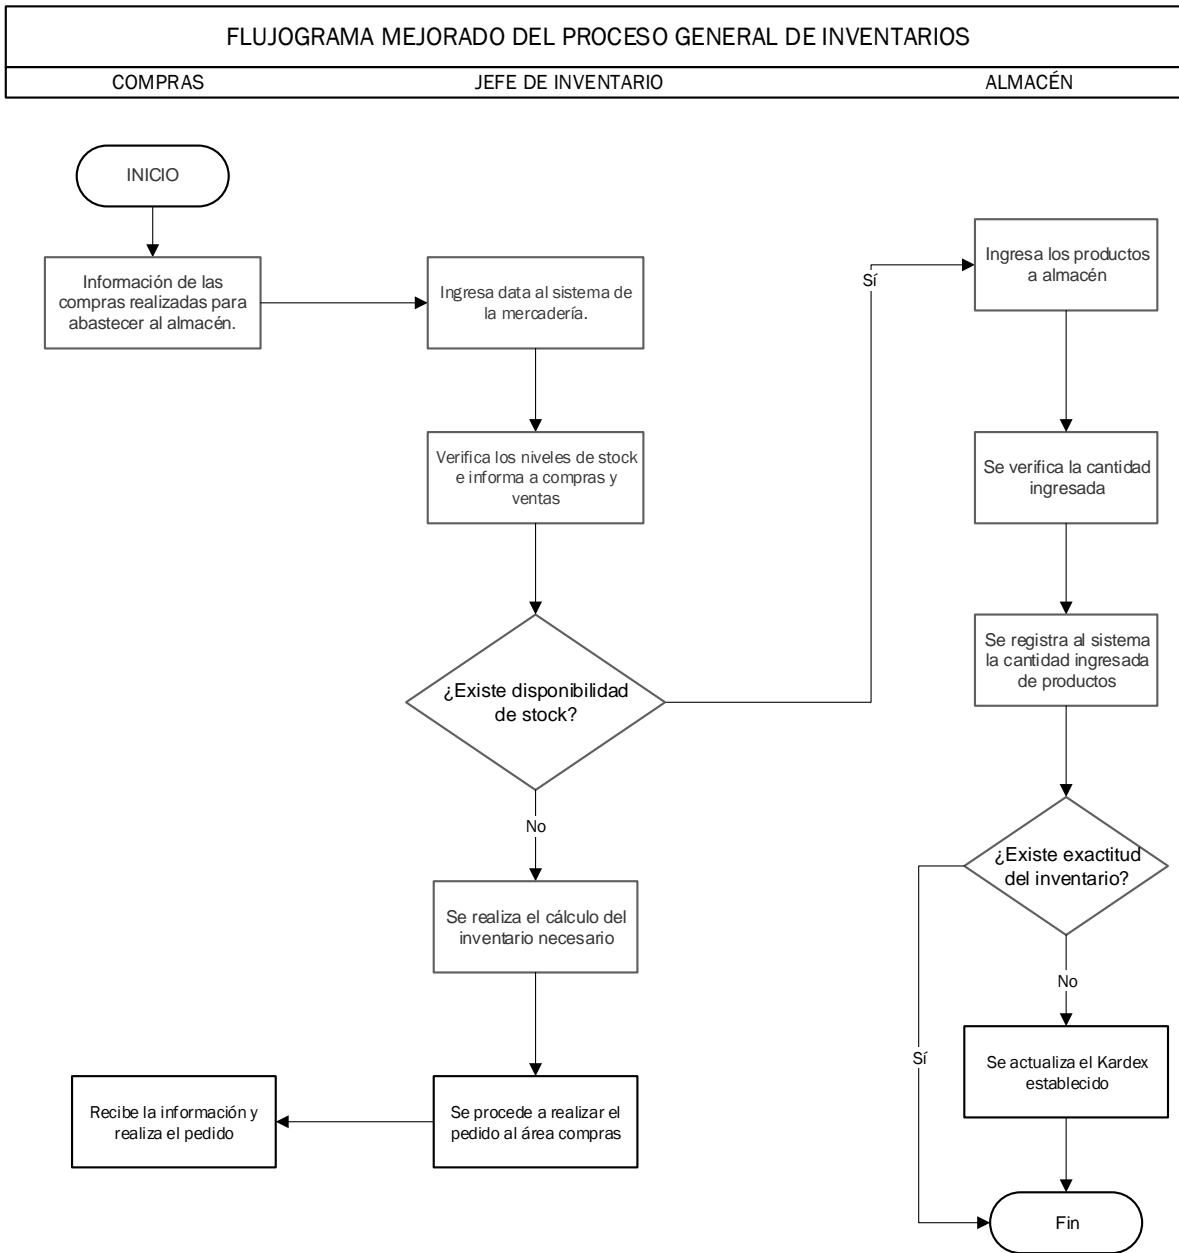 FLUJOGRAMA MEJORADO DEL PROCESO GENERAL DE INVENTARIOS
COMPRAS
JEFE DE INVENTARIO
ALMACÉN
INICIO
Información de las
compras realizadas para
abastecer al almacén.
Ingresa data al sistema de
la mercadería.
Verifica los niveles de stock
e informa a compras y
ventas
¿Existe disponibilidad
de stock?
Sí
No
Se realiza el cálculo del
inventario necesario
Se procede a realizar el
pedido al área compras
Recibe la información y
realiza el pedido
Ingresa los productos
a almacén
Se verifica la cantidad
ingresada
Se registra al sistema
la cantidad ingresada
de productos
¿Existe exactitud
del inventario?
No
Sí
Se actualiza el Kardex
establecido
Fin